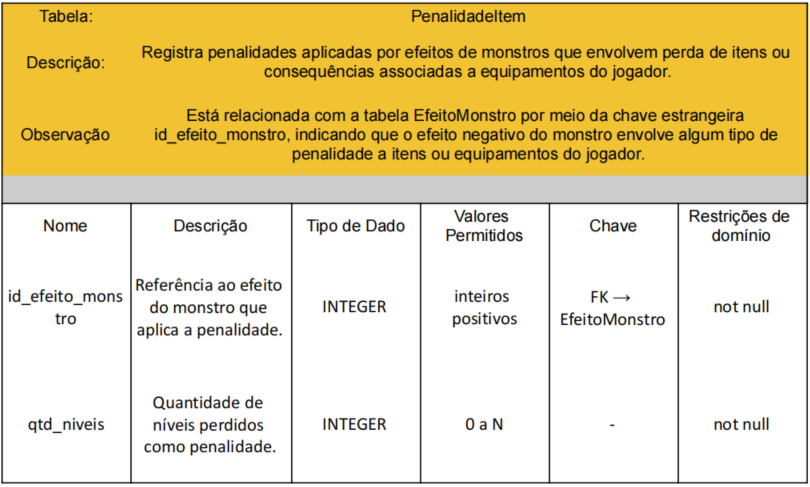 Tabela: PenalidadeItem
Descrição: Registra penalidades aplicadas por efeitos de monstros que envolvem perda de itens ou
consequências associadas a equipamentos do jogador.
Observação Está relacionada com a tabela EfeitoMonstro por meio da chave estrangeira
id_efeito_monstro, indicando que o efeito negativo do monstro envolve algum tipo de
penalidade a itens ou equipamentos do jogador.
Nome Descrição Tipo de Dado Valores Permitidos Chave Restrições de domínio
id_efeito_mons
tro
Referência ao efeito
do monstro que
aplica a penalidade.
INTEGER
inteiros
positivos
FK →
EfeitoMonstro
not null
qtd_niveis
Quantidade de
níveis perdidos
como penalidade.
INTEGER
0 a N
-
not null